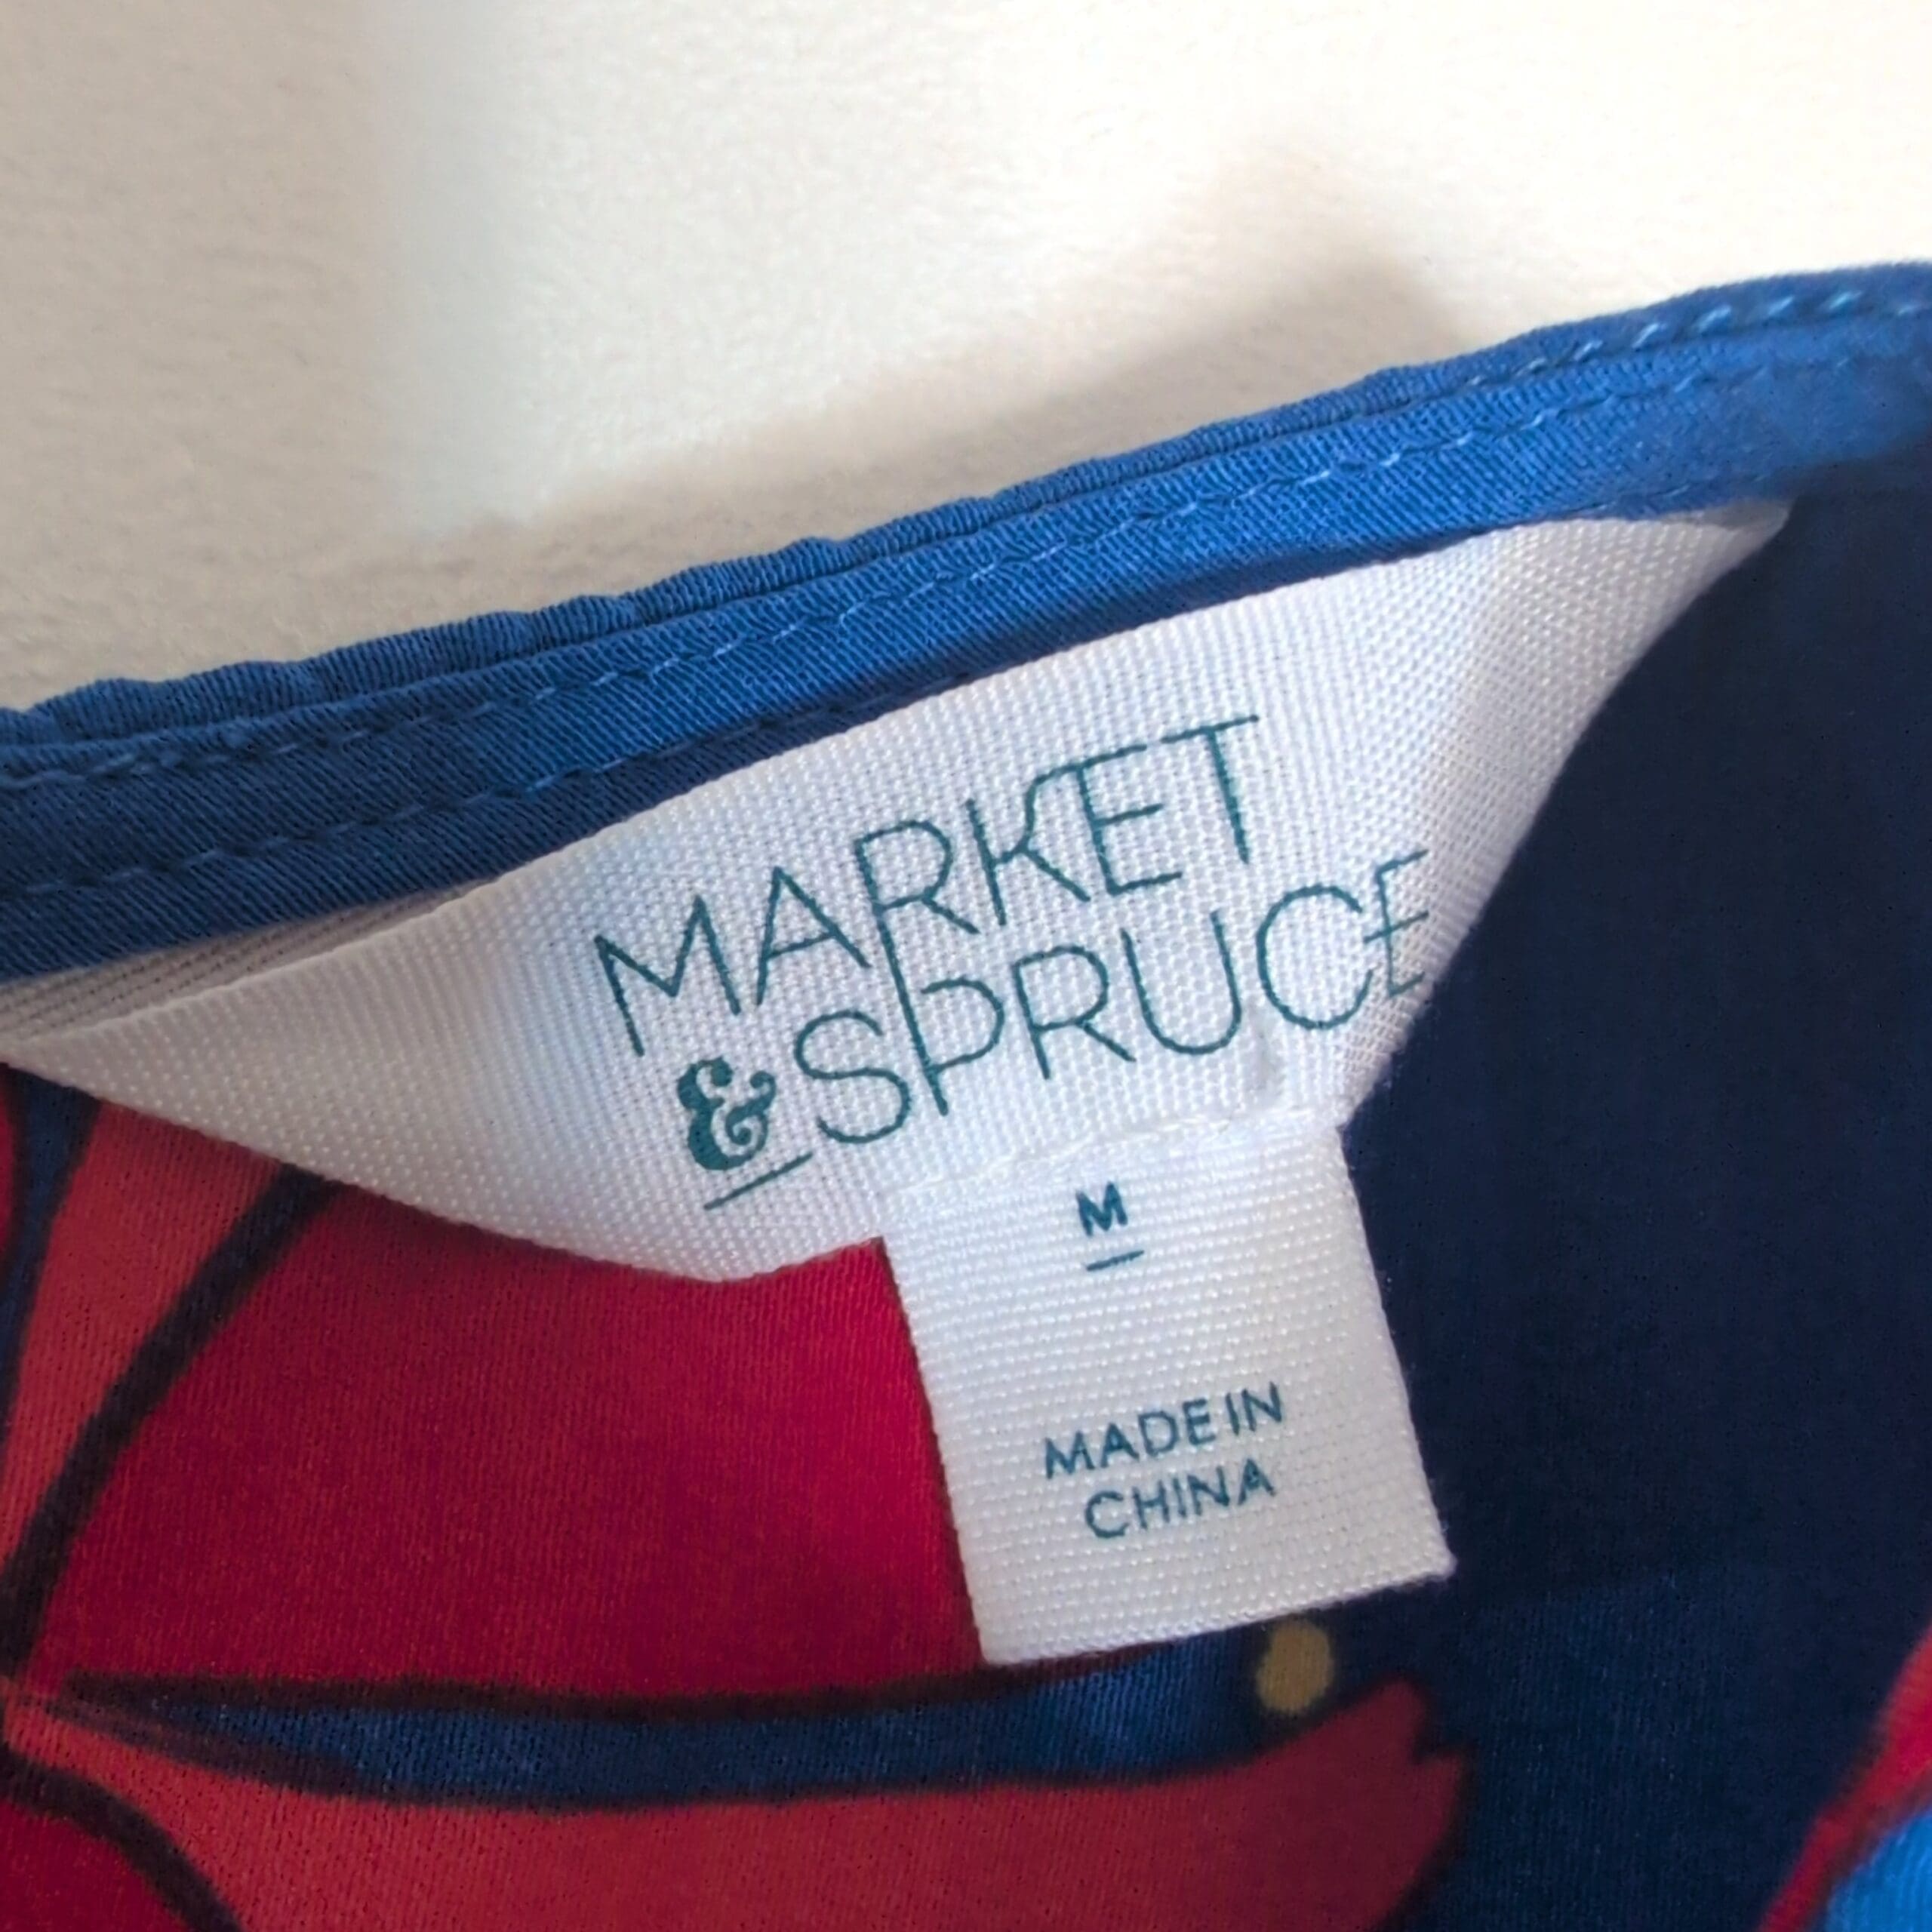 MARKET
& SPRUCE
M
MADE IN
CHINA